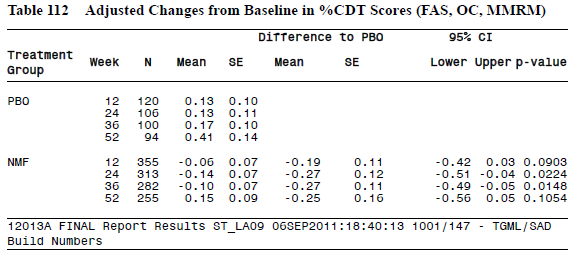 Table 112 Adjusted Changes from Baseline in %CDT Scores (FAS, OC, MMRM)
Difference to PBO 95% CI
Treatment
Group Week N Mean SE Mean SE Lower Upper p-value
PBO 12 120 0.13 0.10
24 106 0.13 0.11
36 100 0.17 0.10
52 94 0.41 0.14
NMF 12 355 -0.06 0.07 -0.19 0.11 -0.42 0.03 0.0903
24 313 -0.14 0.07 -0.27 0.12 -0.51 -0.04 0.0224
36 282 -0.10 0.07 -0.27 0.11 -0.49 -0.05 0.0148
52 255 0.15 0.09 -0.25 0.16 -0.56 0.05 0.1054
12013A FINAL Report Results ST_LA09 06SEP2011:18:40:13 1001/147 - TGML/SAD
Build Numbers